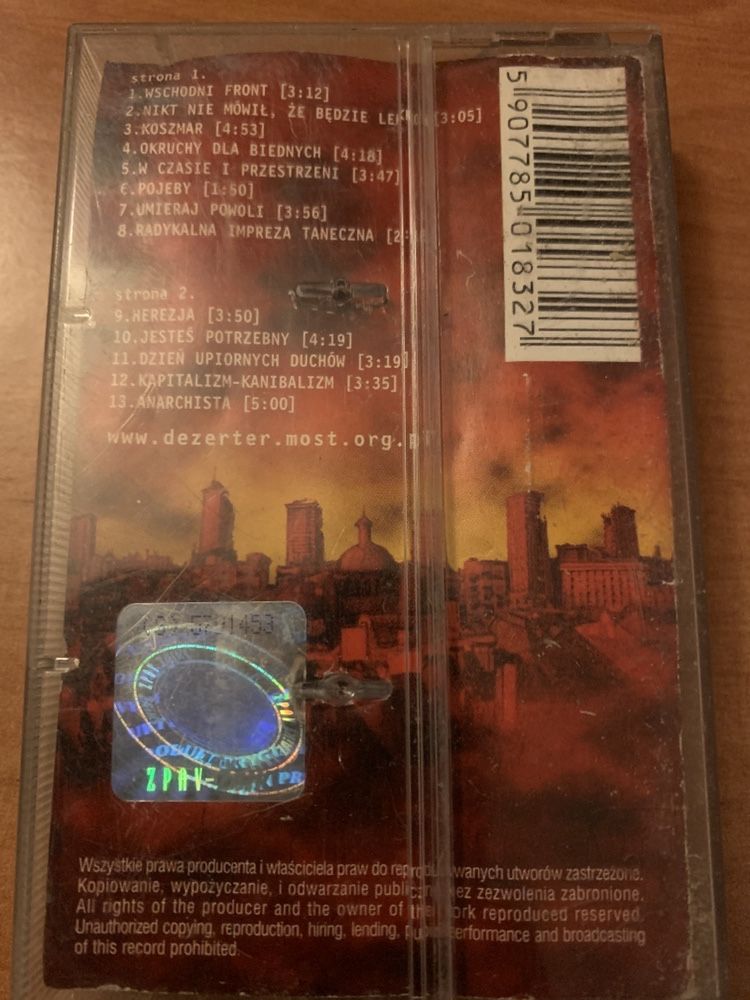 strona 1.
1.WSCHODNI FRONT [3:12]
2.NIKT NIE MÓWIŁ, ŻE BĘDZIE [3:05]
3.KOSZMAR [4:53]
4.OKRUCHY DLA BIEDNYCH [4:18]
5.W CZASIE I PRZESTRZENI [3:47]
6.POJEBY [1:50]
7.UMIERAJ POWOLI [3:56]
8.RADYKALNA IMPREZA TANECZNA
strona 2.
9.HEREZJA [3:50]
10.JESTEŚ POTRZEBNY [4:19]
11.DZIEŃ UPIORNYCH DUCHÓW [3:19]
12.KAPITALIZM-KANIBALIZM [3:35]
13.ANARCHISTA [5:00]
www.dezerter.most.org.pl
5 907785 018327
ZPAV
Wszystkie prawa producenta i właściciela praw do zastrzeżone.
Kopiowanie, wypożyczanie, i odwarzanie bez zezwolenia zabronione.
All rights of the producer and the owner of the work reproduced reserved.
Unauthorized copying, reproduction, hiring, lending, public performance and broadcasting
of this record prohibited.